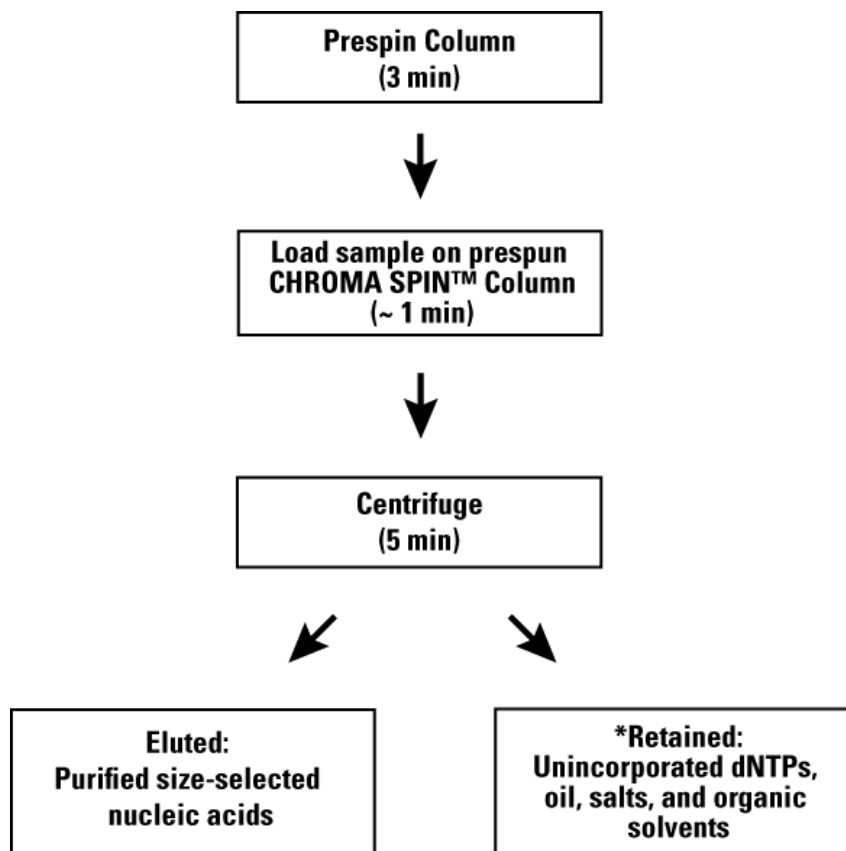 Prespin Column
(3 min)
Load sample on prespun
CHROMA SPIN™ Column
(~ 1 min)
Centrifuge
(5 min)
Eluted:
Purified size-selected
nucleic acids
*Retained:
Unincorporated dNTPs,
oil, salts, and organic
solvents